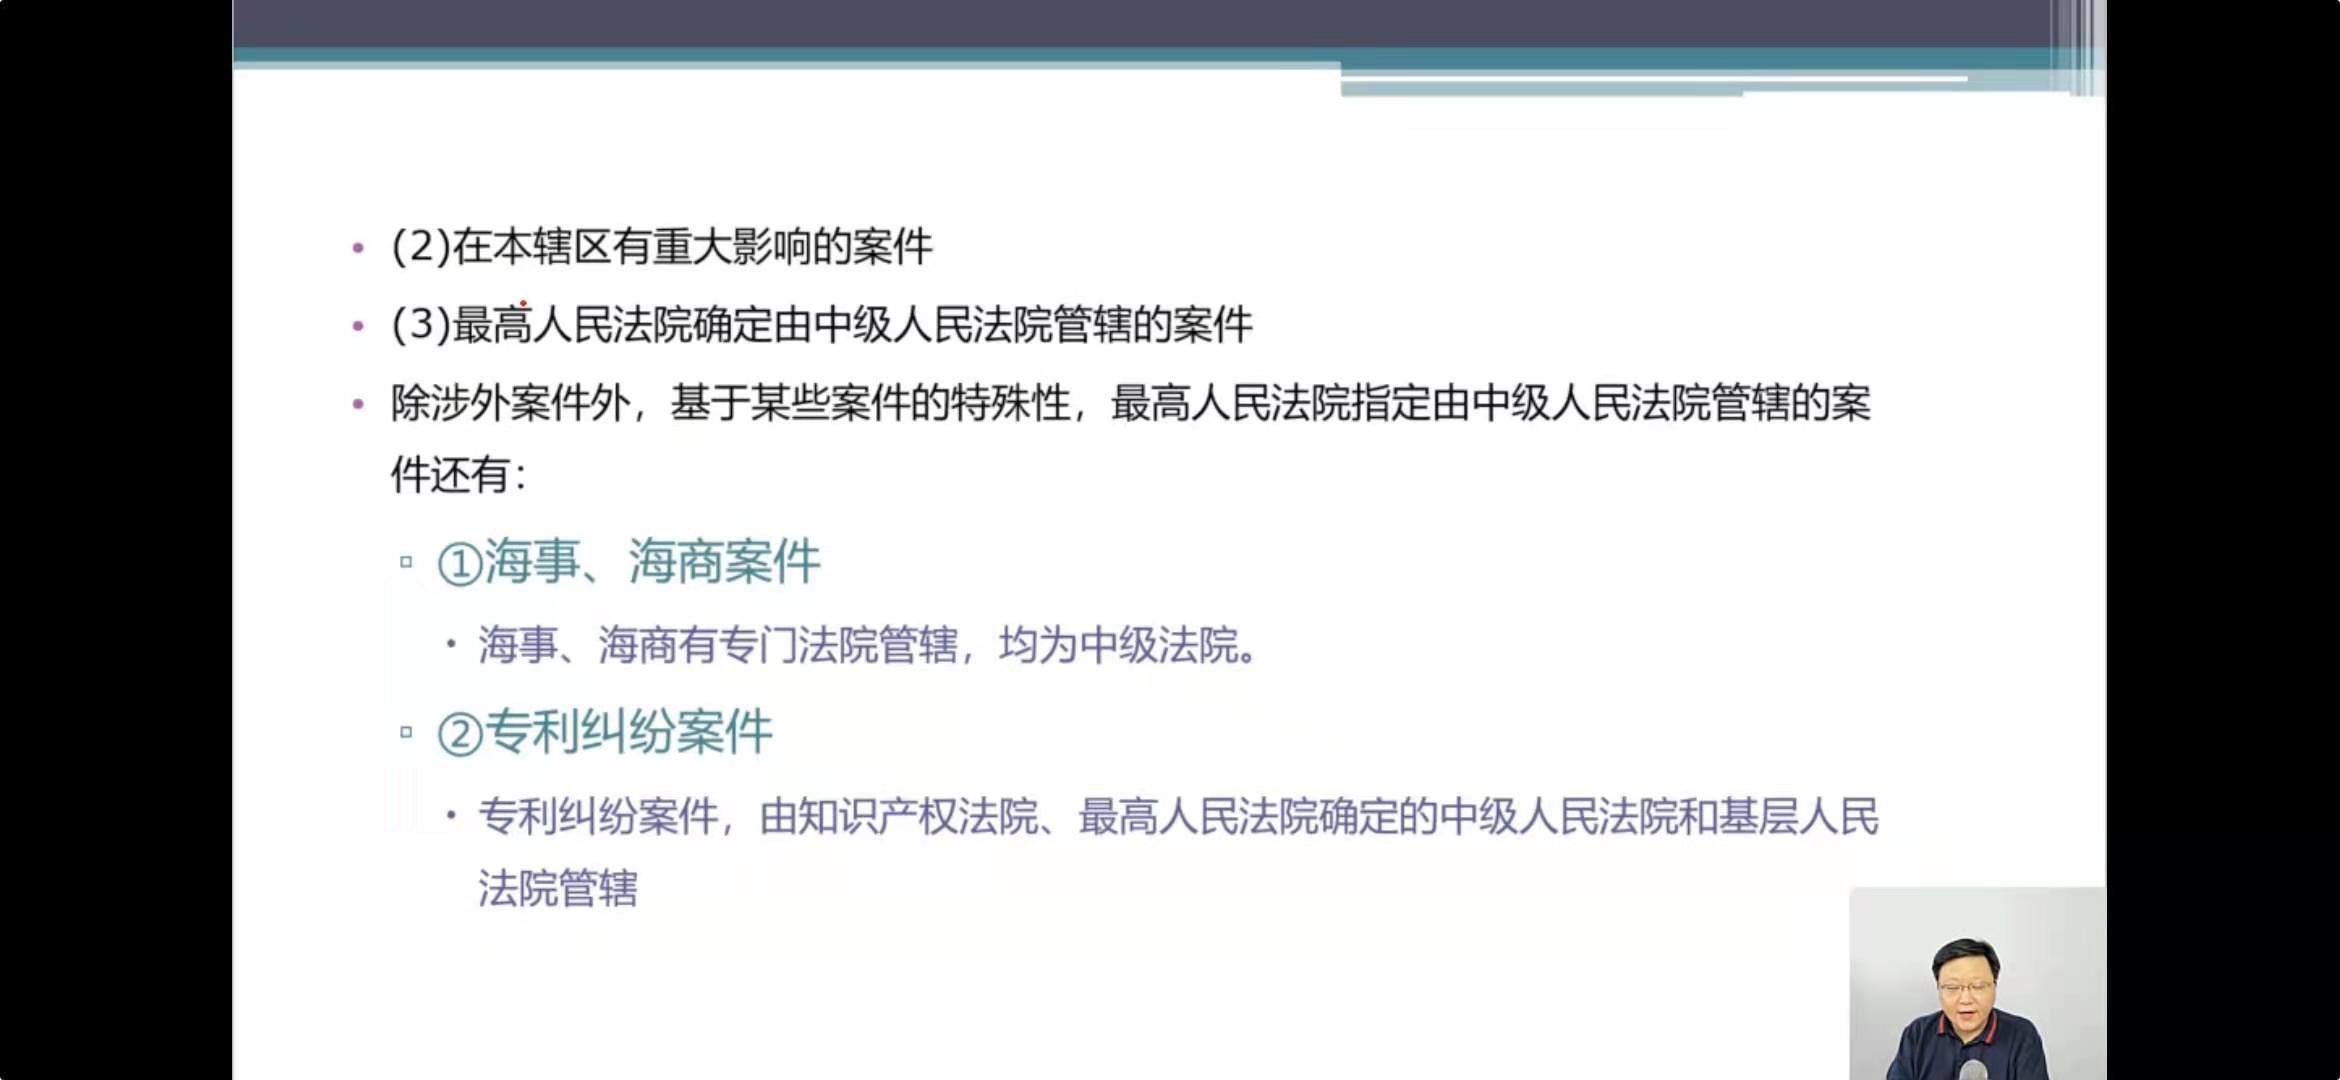 (2)在本辖区有重大影响的案件
(3)最高人民法院确定由中级人民法院管辖的案件
除涉外案件外，基于某些案件的特殊性，最高人民法院指定由中级人民法院管辖的案
件还有：
①海事、海商案件
海事、海商有专门法院管辖，均为中级法院。
②专利纠纷案件
专利纠纷案件，由知识产权法院、最高人民法院确定的中级人民法院和基层人民
法院管辖